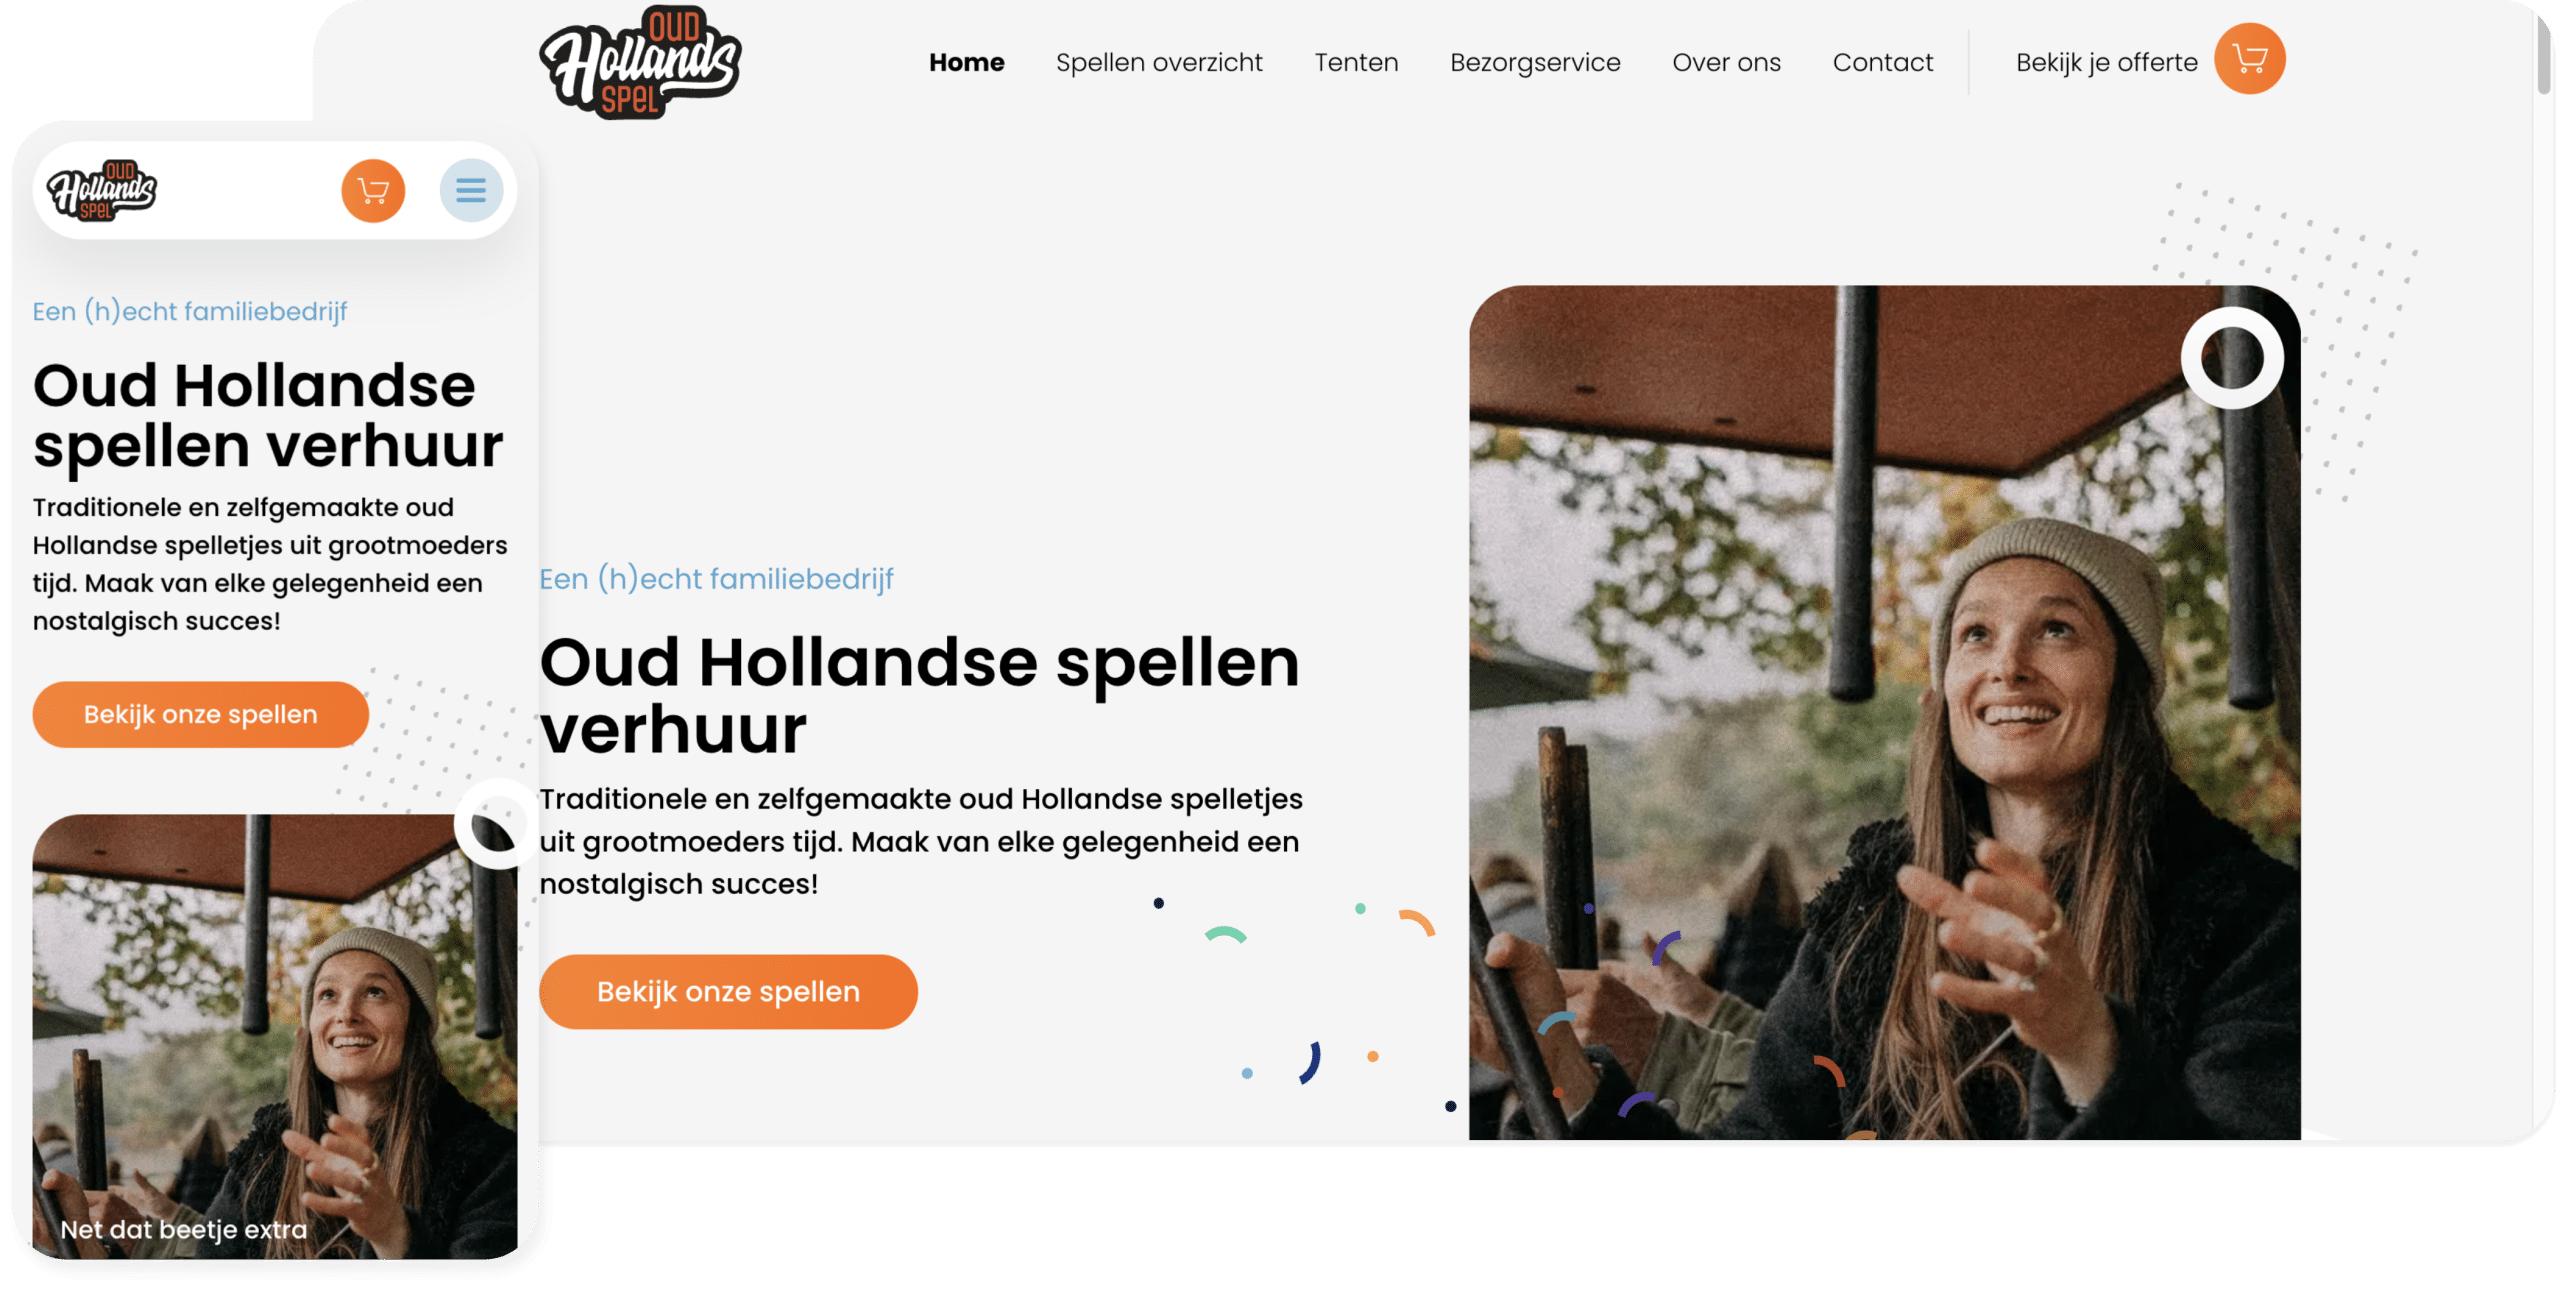 OUD
Hollands
SPEL
Home Spellen overzicht Tenten Bezorgservice Over ons Contact Bekijk je offerte
Een (h)echt familiebedrijf
Oud Hollandse spellen
verhuur
Traditionele en zelfgemaakte oud Hollandse spelletjes
uit grootmoeders tijd. Maak van elke gelegenheid een
nostalgisch succes!
Bekijk onze spellen
OUD
Hollands
SPEL
Een (h)echt familiebedrijf
Oud Hollandse
spellen verhuur
Traditionele en zelfgemaakte oud
Hollandse spelletjes uit grootmoeders
tijd. Maak van elke gelegenheid een
nostalgisch succes!
Bekijk onze spellen
Net dat beetje extra